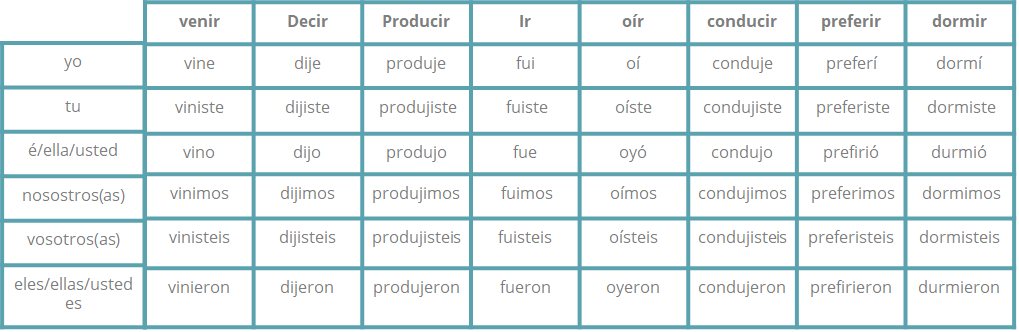 venir Decir Producir Ir oír conducir preferir dormir
yo vine dije produje fui oí conduje preferí dormí
tu viniste dijiste produjiste fuiste oíste condujiste preferiste dormiste
é/ella/usted vino dijo produjo fue oyó condujo prefirió durmió
nosostros(as) vinimos dijimos produjimos fuimos oímos condujimos preferimos dormimos
vosotros(as) vinisteis dijisteis produjisteis fuisteis oísteis condujisteis preferisteis dormisteis
eles/ellas/usted
es vinieron dijeron produjeron fueron oyeron condujeron prefirieron durmieron